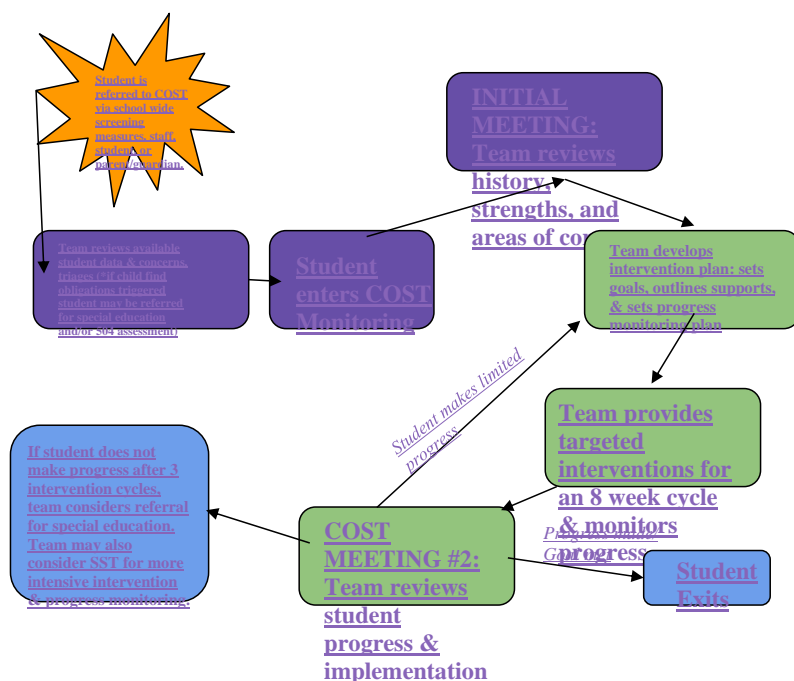 Student is
referred to COST
via school wide
screening
measures, staff,
student, or
parent/guardian.
Team reviews available
student data & concerns,
triages (*if child find
obligations triggered
student may be referred
for special education
and/or 504 assessment)
Student
enters COST
Monitoring
INITIAL
MEETING:
Team reviews
history,
strengths, and
areas of
Team develops
intervention plan: sets
goals, outlines supports,
& sets progress
monitoring plan
Team provides
targeted
interventions for
an 8 week cycle
& monitors
progress
COST
MEETING #2:
Team reviews
student
progress &
implementation
Student makes limited
progress
Progress
Goal
Student
Exits
If student does not
make progress after 3
intervention cycles,
team considers referral
for special education.
Team may also
consider SST for more
intensive intervention
& progress monitoring.